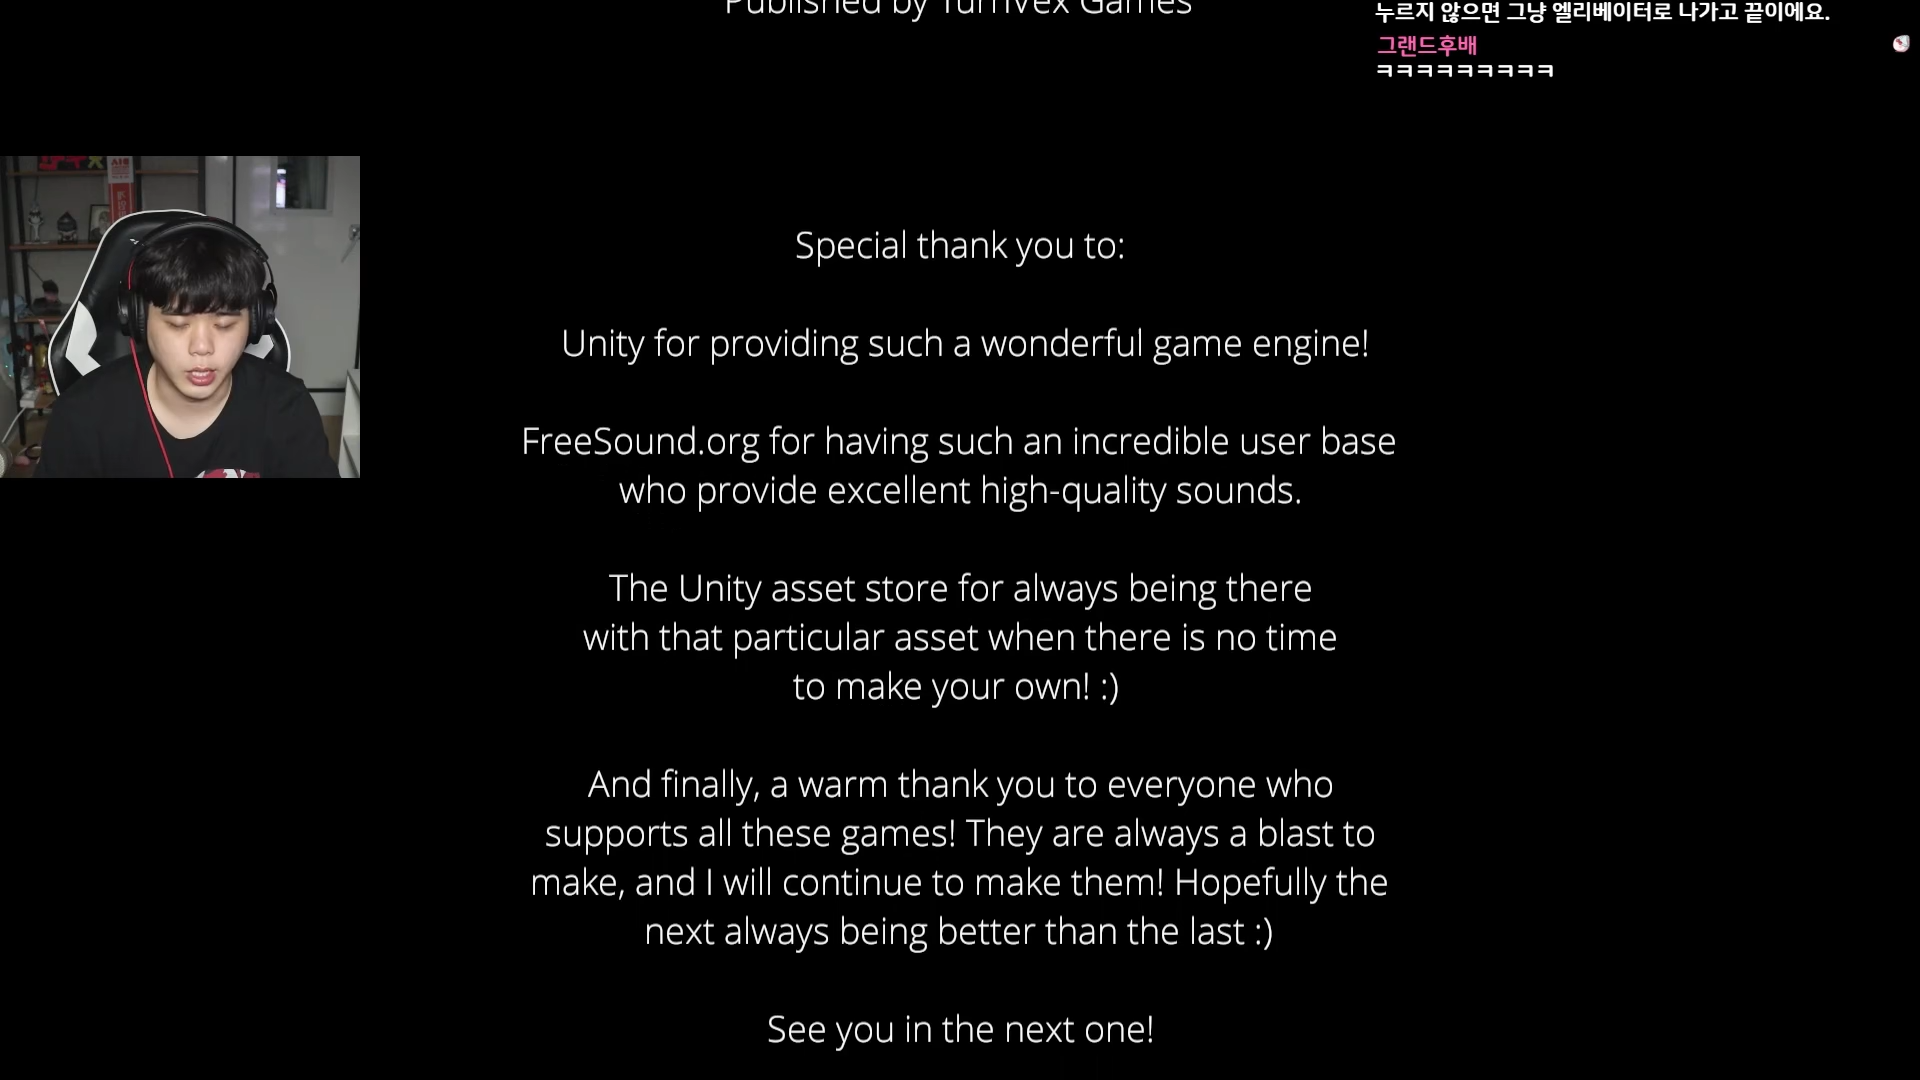 Published by TurnVex Games
누르지 않으면 그냥 엘리베이터로 나가고 끝이에요.
그랜드후배
ㅋㅋㅋㅋㅋㅋㅋㅋㅋ
Special thank you to:
Unity for providing such a wonderful game engine!
FreeSound.org for having such an incredible user base
who provide excellent high-quality sounds.
The Unity asset store for always being there
with that particular asset when there is no time
to make your own! :)
And finally, a warm thank you to everyone who
supports all these games! They are always a blast to
make, and I will continue to make them! Hopefully the
next always being better than the last :)
See you in the next one!